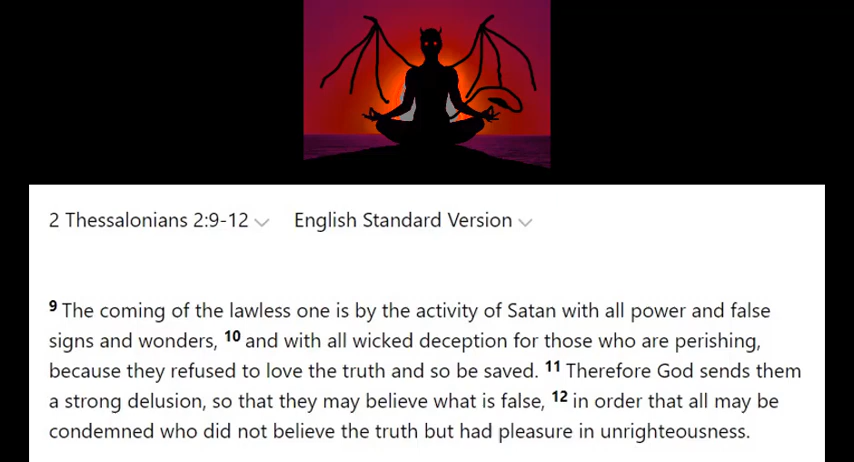 2 Thessalonians 2:9-12 English Standard Version
9 The coming of the lawless one is by the activity of Satan with all power and false
signs and wonders, 10 and with all wicked deception for those who are perishing,
because they refused to love the truth and so be saved. 11 Therefore God sends them
a strong delusion, so that they may believe what is false, 12 in order that all may be
condemned who did not believe the truth but had pleasure in unrighteousness.